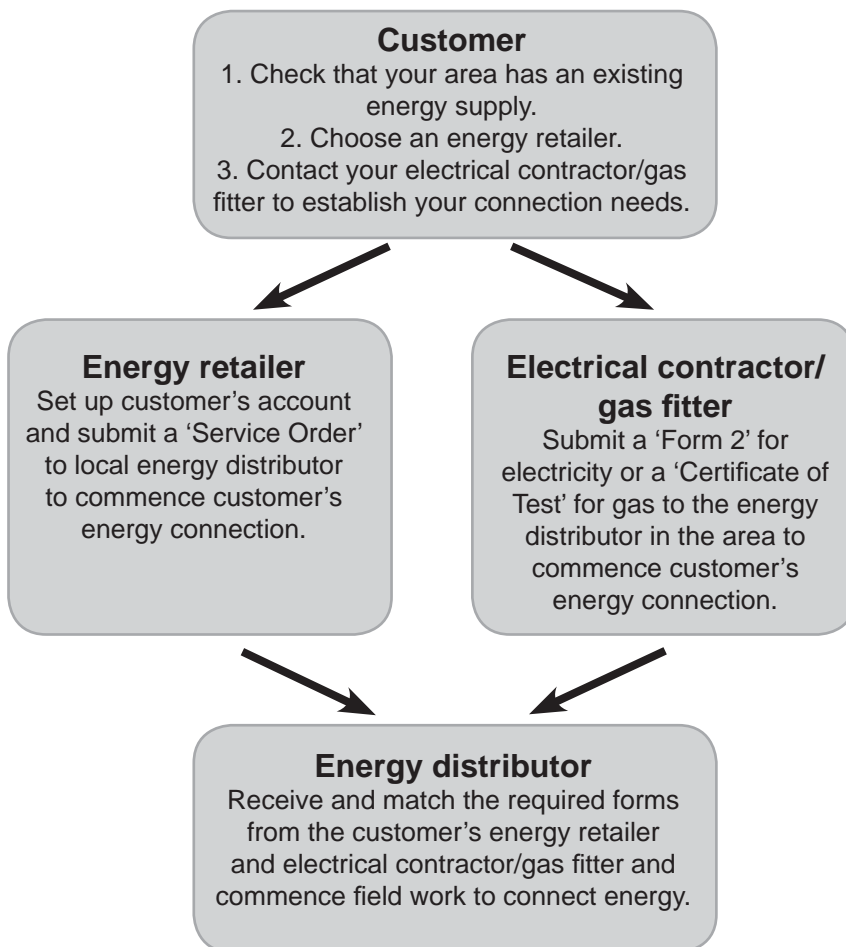 Customer
1. Check that your area has an existing
energy supply.
2. Choose an energy retailer.
3. Contact your electrical contractor/gas
fitter to establish your connection needs.
Energy retailer
Set up customer’s account
and submit a ‘Service Order’
to local energy distributor
to commence customer’s
energy connection.
Electrical contractor/
gas fitter
Submit a ‘Form 2’ for
electricity or a ‘Certificate of
Test’ for gas to the energy
distributor in the area to
commence customer’s
energy connection.
Energy distributor
Receive and match the required forms
from the customer’s energy retailer
and electrical contractor/gas fitter and
commence field work to connect energy.